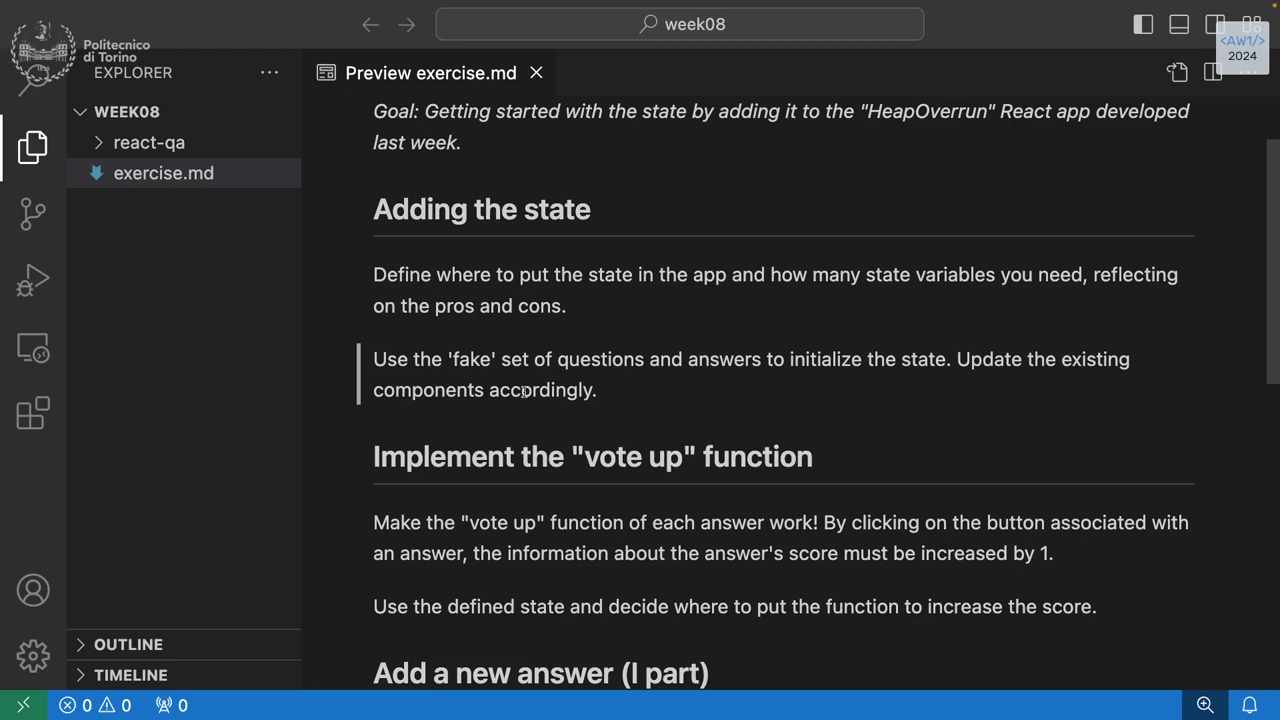 week08
Politecnico
di Torino
<AW1/>
2024
EXPLORER
Preview exercise.md
WEEK08
react-qa
exercise.md
Goal: Getting started with the state by adding it to the "HeapOverrun" React app developed
last week.
Adding the state
Define where to put the state in the app and how many state variables you need, reflecting
on the pros and cons.
Use the 'fake' set of questions and answers to initialize the state. Update the existing
components accordingly.
Implement the "vote up" function
Make the "vote up" function of each answer work! By clicking on the button associated with
an answer, the information about the answer's score must be increased by 1.
Use the defined state and decide where to put the function to increase the score.
Add a new answer (I part)
OUTLINE
TIMELINE
0 0 0